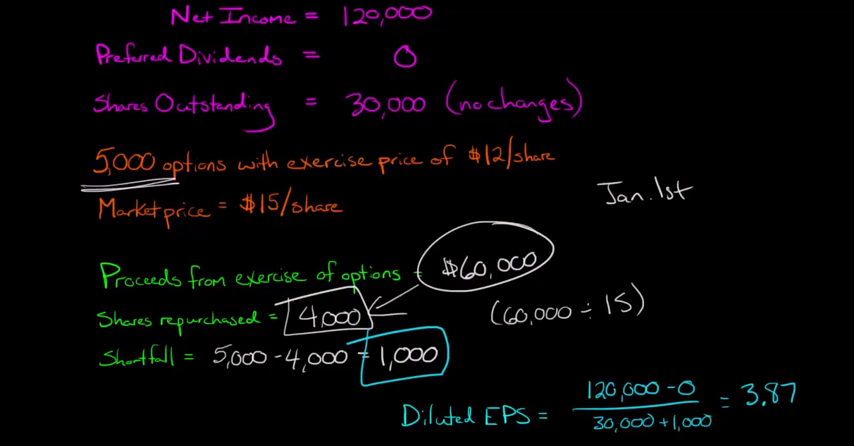 Net Income = 120,000
Preferred Dividends = 0
Shares Outstanding = 30,000 (no changes)
5,000 options with exercise price of $12/share
Market price = $15/share
Jan. 1st
Proceeds from exercise of options = $60,000
Shares repurchased = 4,000 (60,000 ÷ 15)
Shortfall = 5,000 - 4,000 = 1,000
Diluted EPS = 120,000 - 0 / 30,000 + 1,000 = 3.87